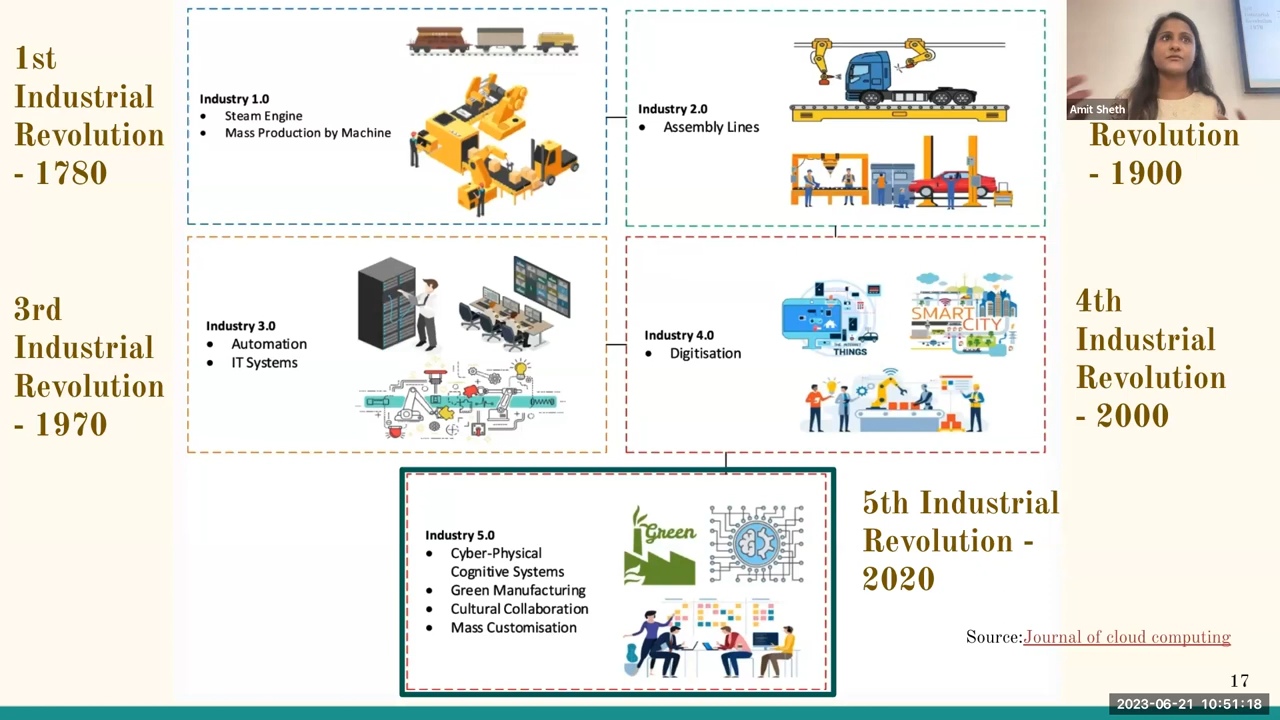 1st
Industrial
Revolution
- 1780
Industry 1.0
• Steam Engine
• Mass Production by Machine
Industry 2.0
• Assembly Lines
Amit Sheth
Revolution
- 1900
3rd
Industrial
Revolution
- 1970
Industry 3.0
• Automation
• IT Systems
Industry 4.0
• Digitisation
THE INTERNET
THINGS
SMART
CITY
4th
Industrial
Revolution
- 2000
Industry 5.0
• Cyber-Physical
Cognitive Systems
• Green Manufacturing
• Cultural Collaboration
• Mass Customisation
Green
5th Industrial
Revolution -
2020
Source:Journal of cloud computing
17
2023-06-21 10:51:18